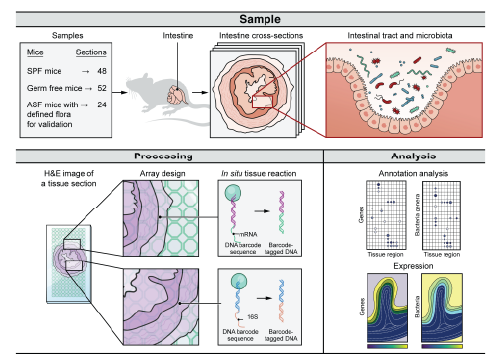 Sample
Samples
Intestine
Intestine cross-sections
Intestinal tract and microbiota
Mice Sections
SPF mice → 48
Germ free mice → 52
ASF mice with → 24
defined flora
for validation
Processing
Analysis
H&E image of
a tissue section
Array design
In situ tissue reaction
mRNA
DNA barcode
sequence
Barcode-
tagged DNA
16S
DNA barcode
sequence
Barcode-
tagged DNA
Annotation analysis
Genes
Tissue region
Bacteria genera
Tissue region
Expression
Genes
Bacteria